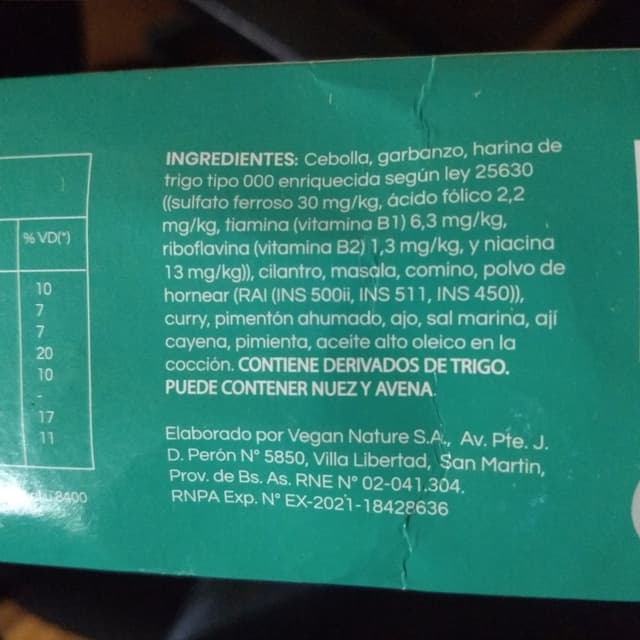 % VD(*)
10
7
7
20
10
-
17
11
8400
INGREDIENTES: Cebolla, garbanzo, harina de
trigo tipo 000 enriquecida según ley 25630
((sulfato ferroso 30 mg/kg, ácido fólico 2,2
mg/kg, tiamina (vitamina B1) 6,3 mg/kg,
riboflavina (vitamina B2) 1,3 mg/kg, y niacina
13 mg/kg)), cilantro, masala, comino, polvo de
hornear (RAI (INS 500ii, INS 511, INS 450)),
curry, pimentón ahumado, ajo, sal marina, ají
cayena, pimienta, aceite alto oleico en la
cocción. CONTIENE DERIVADOS DE TRIGO.
PUEDE CONTENER NUEZ Y AVENA.
Elaborado por Vegan Nature S.A., Av. Pte. J.
D. Perón N° 5850, Villa Libertad, San Martin,
Prov. de Bs. As. RNE N° 02-041.304.
RNPA Exp. N° EX-2021-18428636